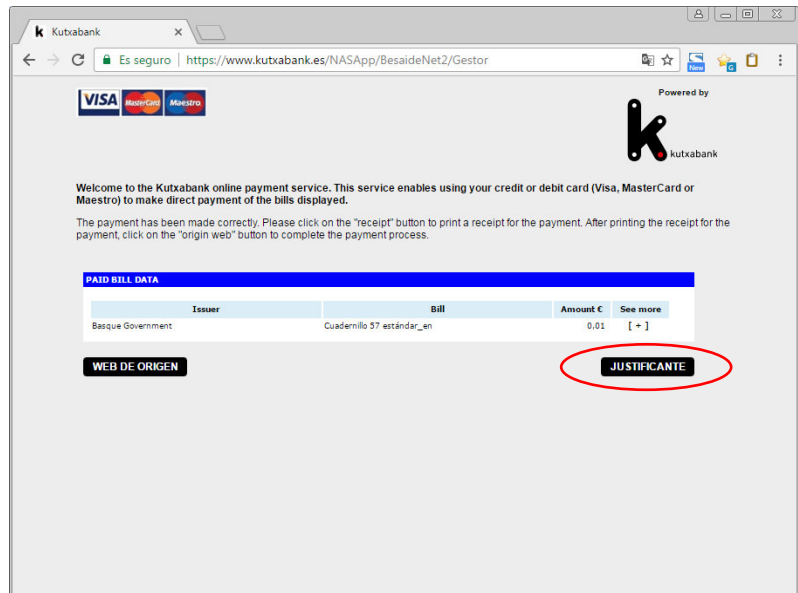 Kutxabank
Es seguro | https://www.kutxabank.es/NASApp/BesaideNet2/Gestor
New
G
VISA MasterCard Maestro
Powered by
k
kutxabank
Welcome to the Kutxabank online payment service. This service enables using your credit or debit card (Visa, MasterCard or
Maestro) to make direct payment of the bills displayed.
The payment has been made correctly. Please click on the "receipt" button to print a receipt for the payment. After printing the receipt for the
payment, click on the "origin web" button to complete the payment process.
PAID BILL DATA
Issuer Bill Amount € See more
Basque Government Cuadernillo 57 estándar_en 0.01 [ + ]
WEB DE ORIGEN JUSTIFICANTE